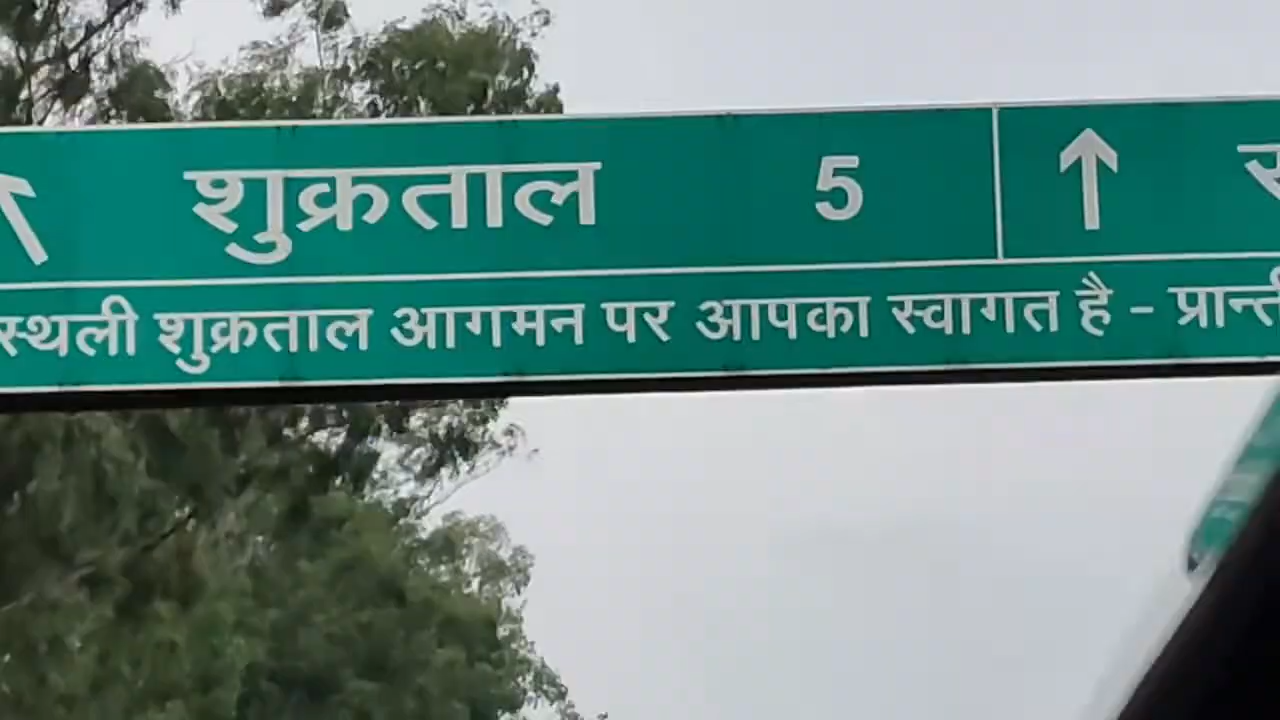 शुक्रताल 5
स्थली शुक्रताल आगमन पर आपका स्वागत है - प्रान्ती